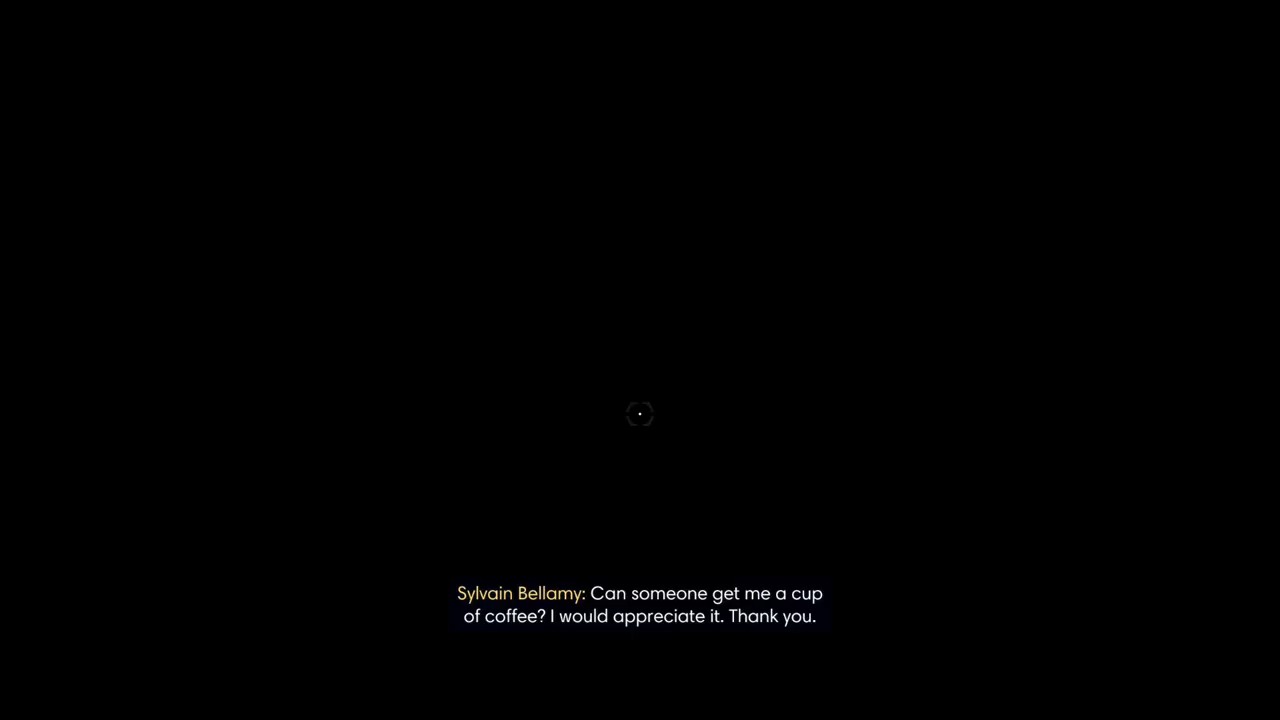 Sylvain Bellamy: Can someone get me a cup
of coffee? I would appreciate it. Thank you.